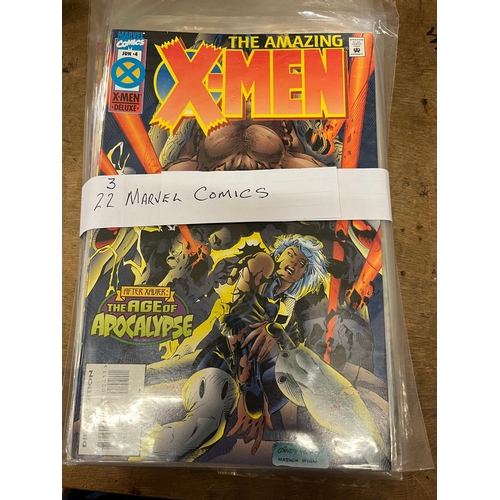 MARVEL
COMICS
JUN •4
THE AMAZING
X-MEN
X-MEN
DELUXE
3
22 MARVEL COMICS
AFTER XAVIER:
THE AGE OF
APOCALYPSE